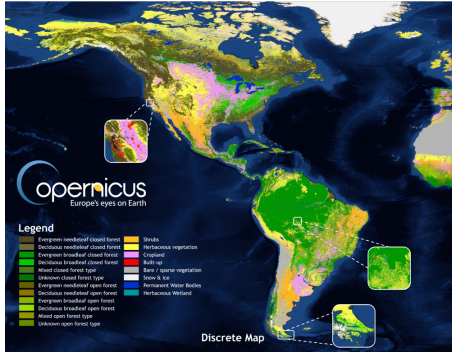 Copernicus
Europe's eyes on Earth
Legend
Evergreen needleleaf closed forest
Deciduous needleleaf closed forest
Evergreen broadleaf closed forest
Deciduous broadleaf closed forest
Mixed closed forest type
Unknown closed forest type
Evergreen needleleaf open forest
Deciduous needleleaf open forest
Evergreen broadleaf open forest
Deciduous broadleaf open forest
Mixed open forest type
Unknown open forest type
Shrubs
Herbaceous vegetation
Cropland
Built-up
Bare / sparse vegetation
Snow & Ice
Permanent Water Bodies
Herbaceous Wetland
Discrete Map